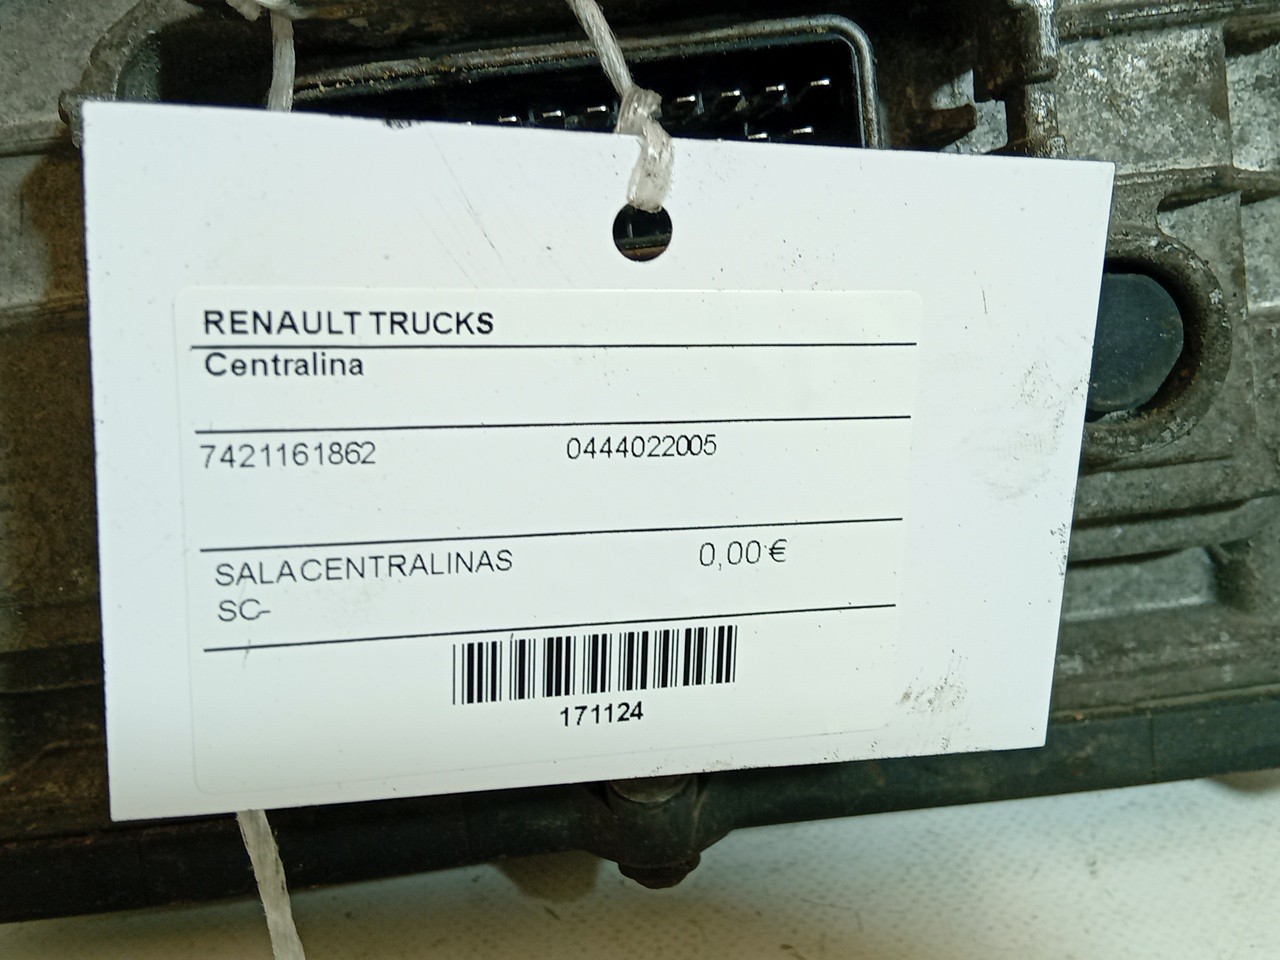 RENAULT TRUCKS
Centralina
7421161862 0444022005
SALACENTRALINAS 0,00 €
SC-
171124